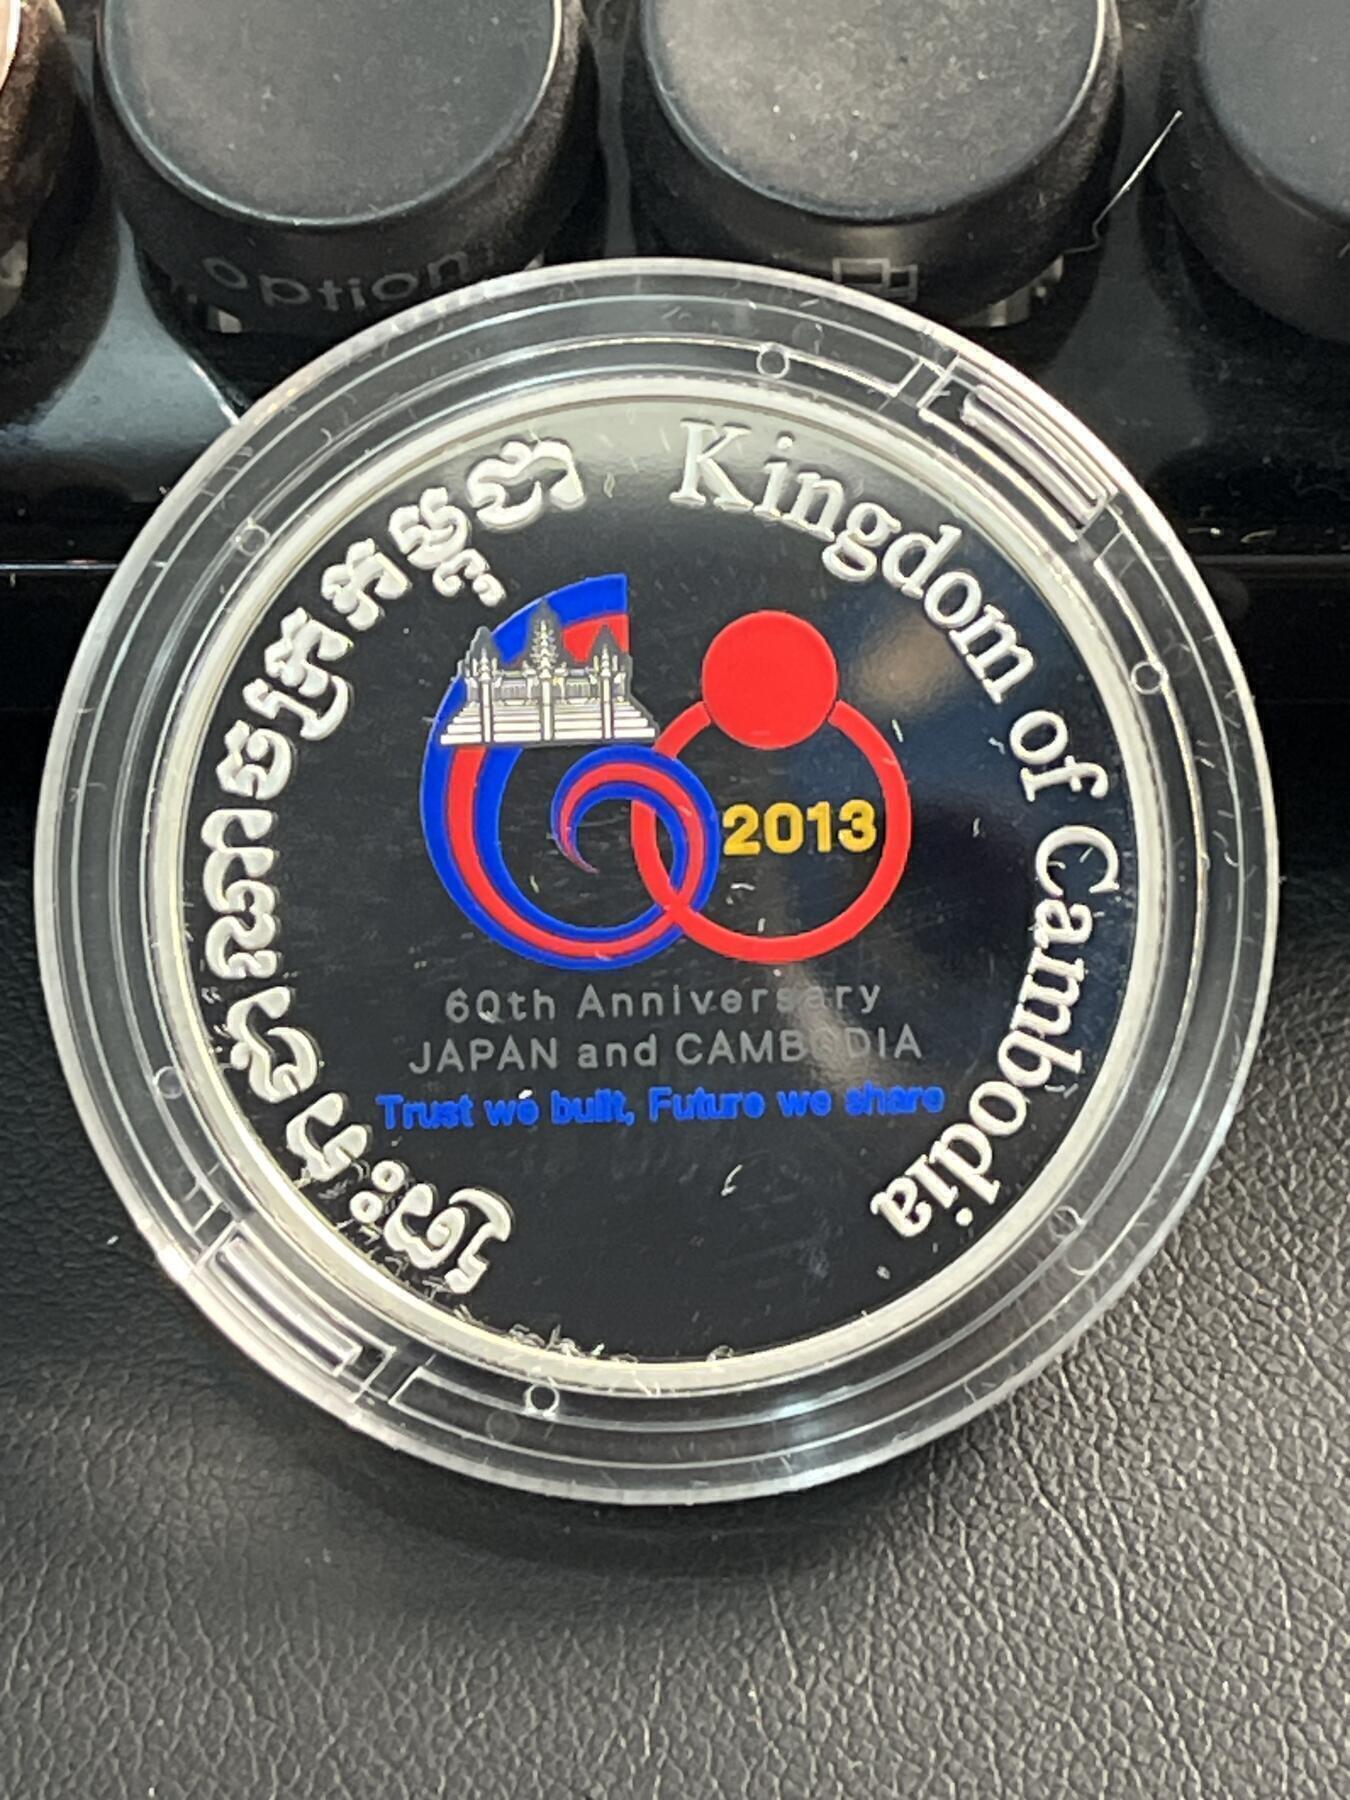 option
ព្រះរាជាណាចក្រកម្ពុជា
Kingdom of Cambodia
2013
60th Anniversary
JAPAN and CAMBODIA
Trust we built, Future we share